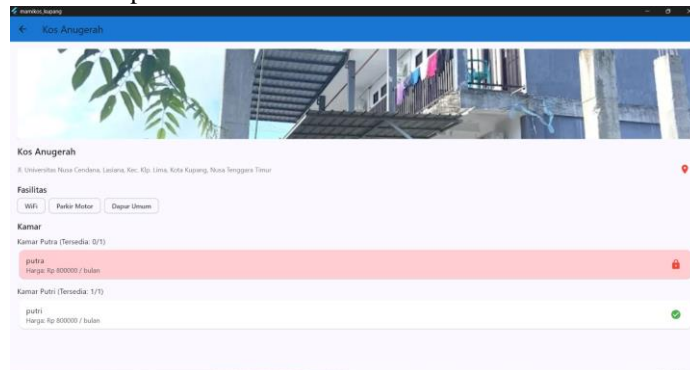 mamikos_kupang
Kos Anugerah
Kos Anugerah
Jl. Universitas Nusa Cendana, Lasiana, Kec. Klp. Lima, Kota Kupang, Nusa Tenggara Timur
Fasilitas
WiFi Parkir Motor Dapur Umum
Kamar
Kamar Putra (Tersedia: 0/1)
putra
Harga: Rp 800000 / bulan
Kamar Putri (Tersedia: 1/1)
putri
Harga: Rp 800000 / bulan